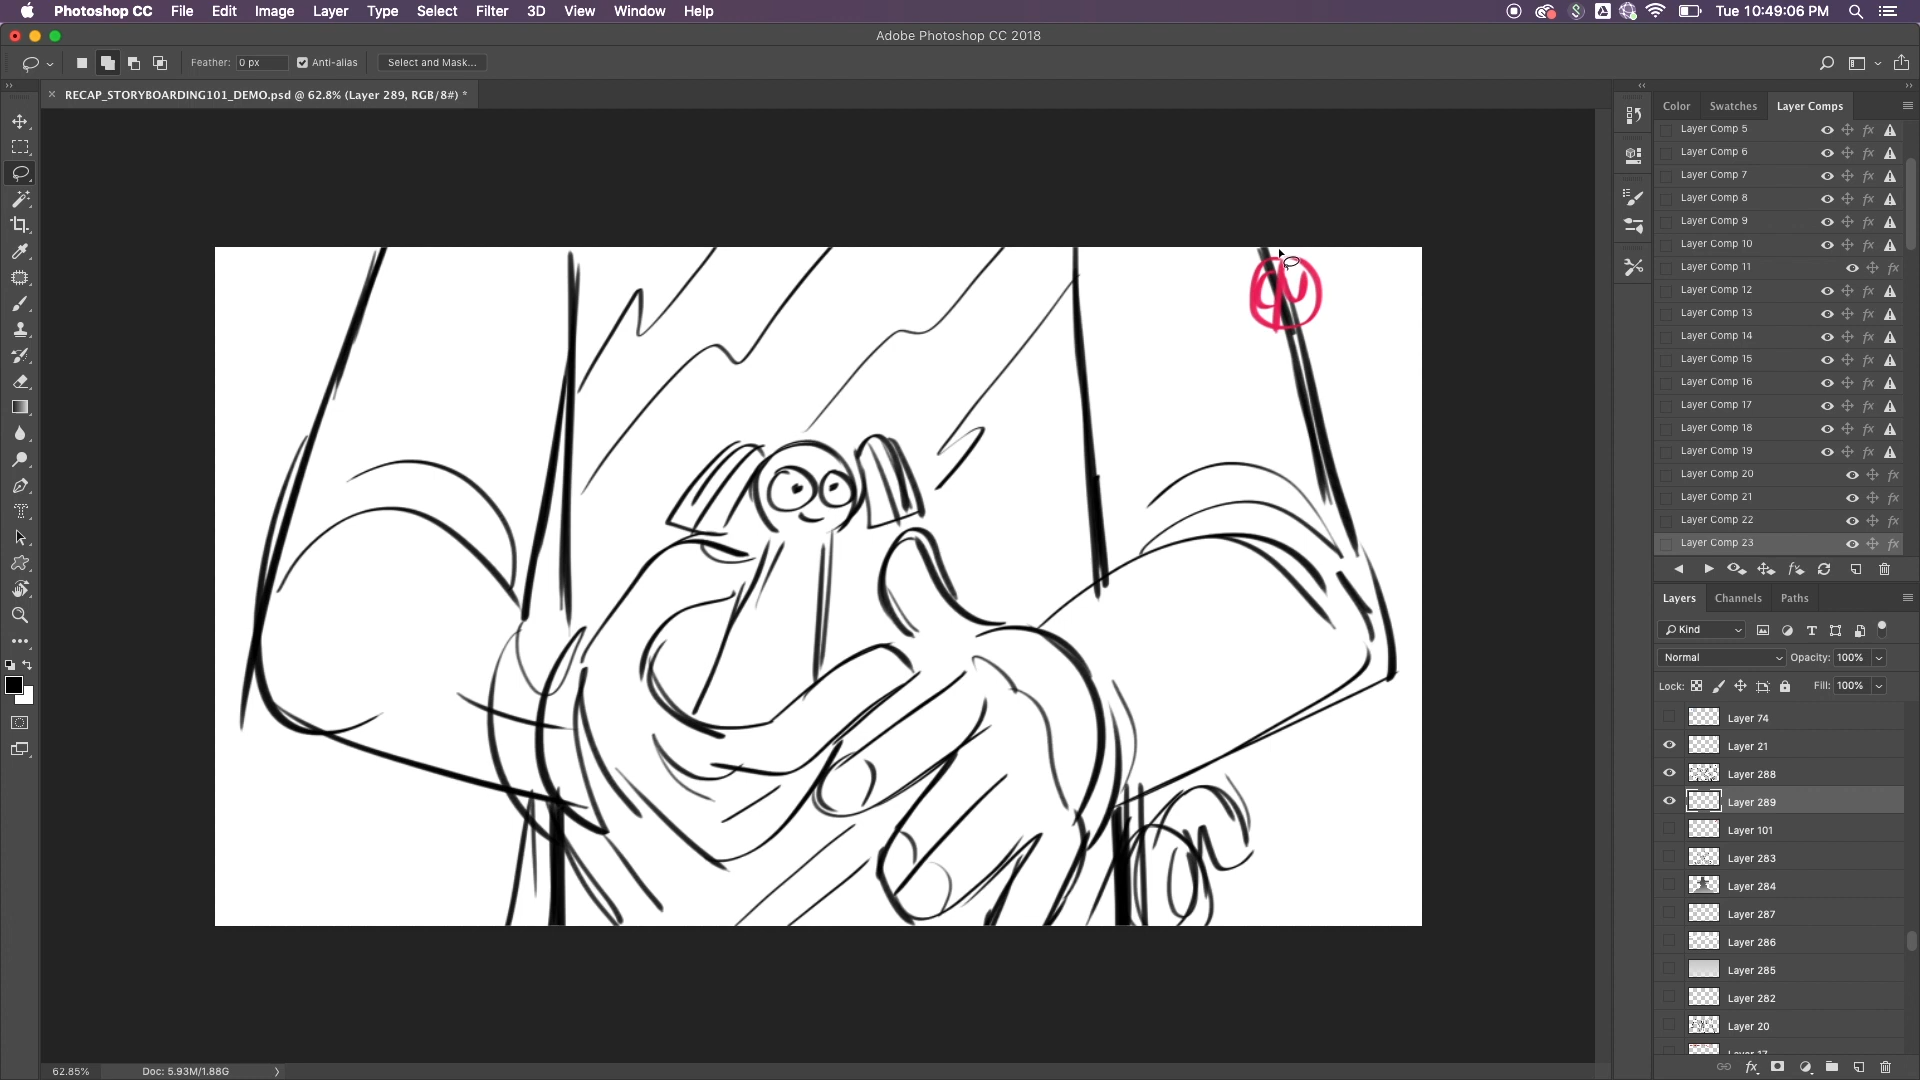 Photoshop CC File Edit Image Layer Type Select Filter 3D View Window Help Tue 10:49:06 PM
Adobe Photoshop CC 2018
Feather: 0 px Anti-alias Select and Mask...
RECAP_STORYBOARDING101_DEMO.psd @ 62.8% (Layer 289, RGB/8#) *
Color Swatches Layer Comps
Layer Comp 5
Layer Comp 6
Layer Comp 7
Layer Comp 8
Layer Comp 9
Layer Comp 10
Layer Comp 11
Layer Comp 12
Layer Comp 13
Layer Comp 14
Layer Comp 15
Layer Comp 16
Layer Comp 17
Layer Comp 18
Layer Comp 19
Layer Comp 20
Layer Comp 21
Layer Comp 22
Layer Comp 23
Layers Channels Paths
Kind
Normal Opacity: 100%
Lock: Fill: 100%
Layer 74
Layer 21
Layer 288
Layer 289
Layer 101
Layer 283
Layer 284
Layer 287
Layer 286
Layer 285
Layer 282
Layer 20
62.85% Doc: 5.93M/1.88G